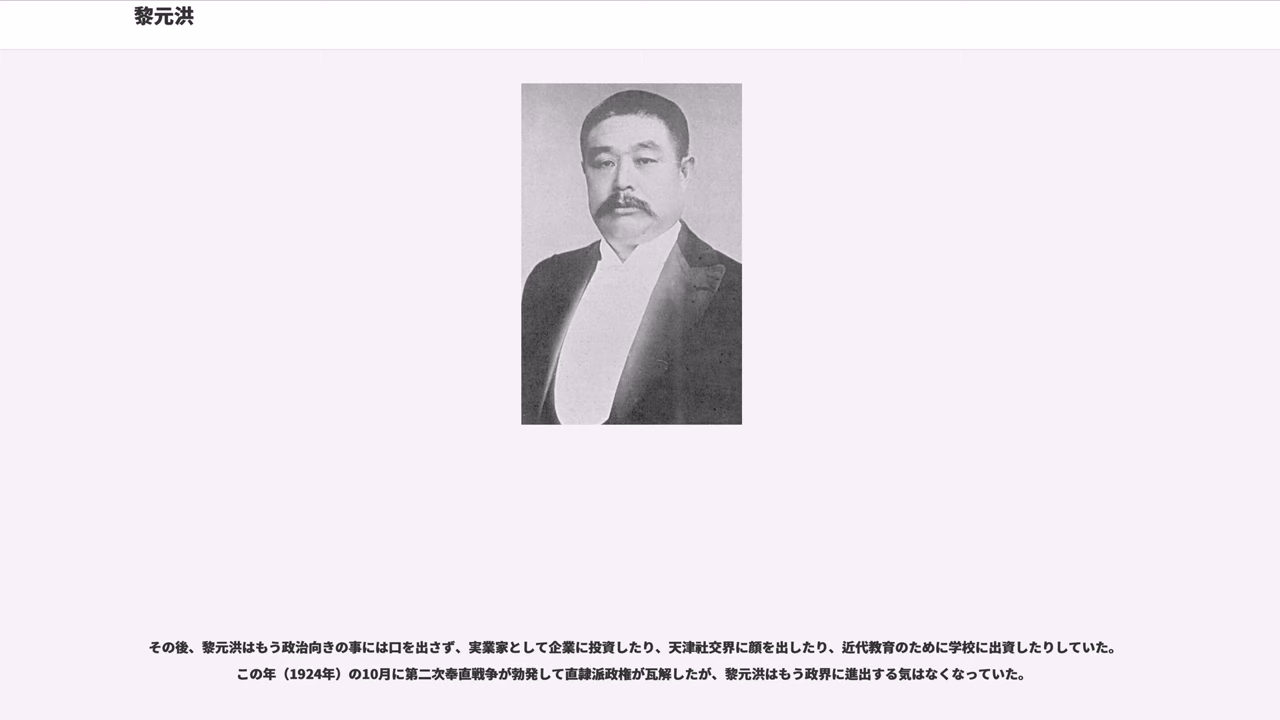 黎元洪
その後、黎元洪はもう政治向きの事には口を出さず、実業家として企業に投資したり、天津社交界に顔を出したり、近代教育のために学校に出資したりしていた。
この年（1924年）の10月に第二次奉直戦争が勃発して直隷派政権が瓦解したが、黎元洪はもう政界に進出する気はなくなっていた。